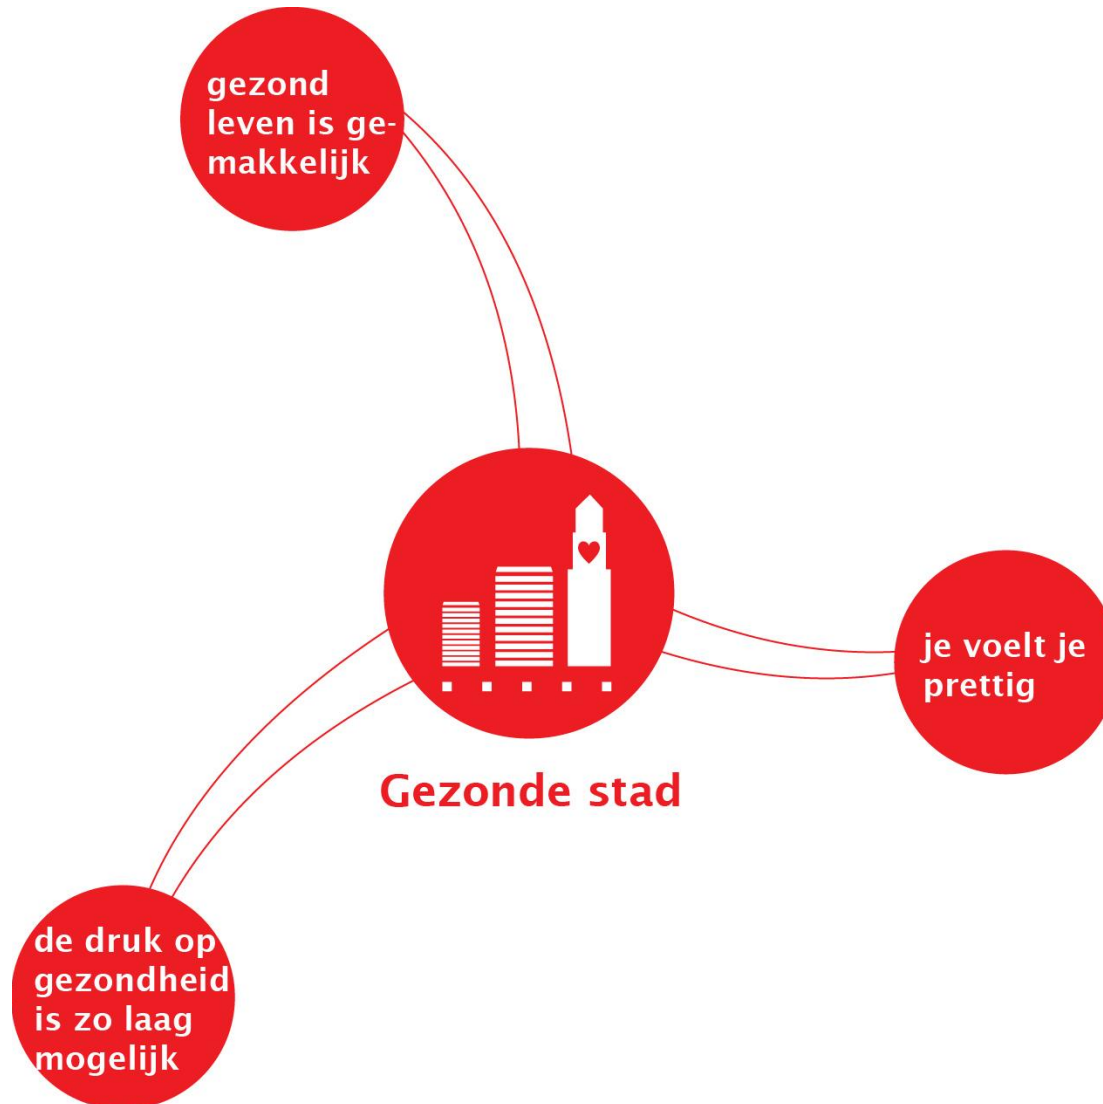 gezond
leven is ge-
makkelijk
je voelt je
prettig
Gezonde stad
de druk op
gezondheid
is zo laag
mogelijk